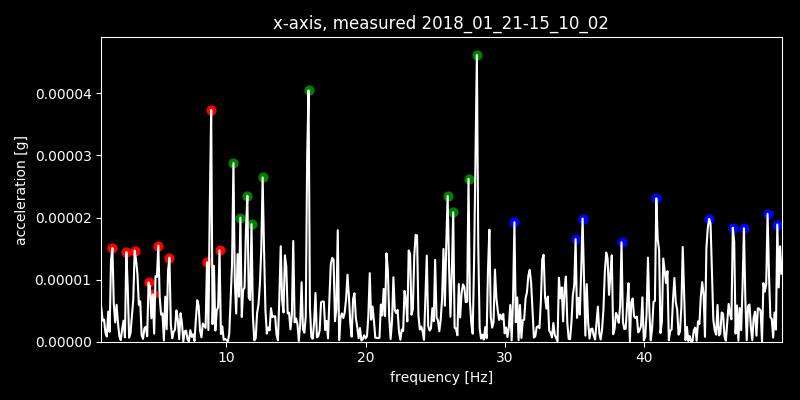 x-axis, measured 2018_01_21-15_10_02
acceleration [g]
0.00004
0.00003
0.00002
0.00001
0.00000
10 20 30 40
frequency [Hz]